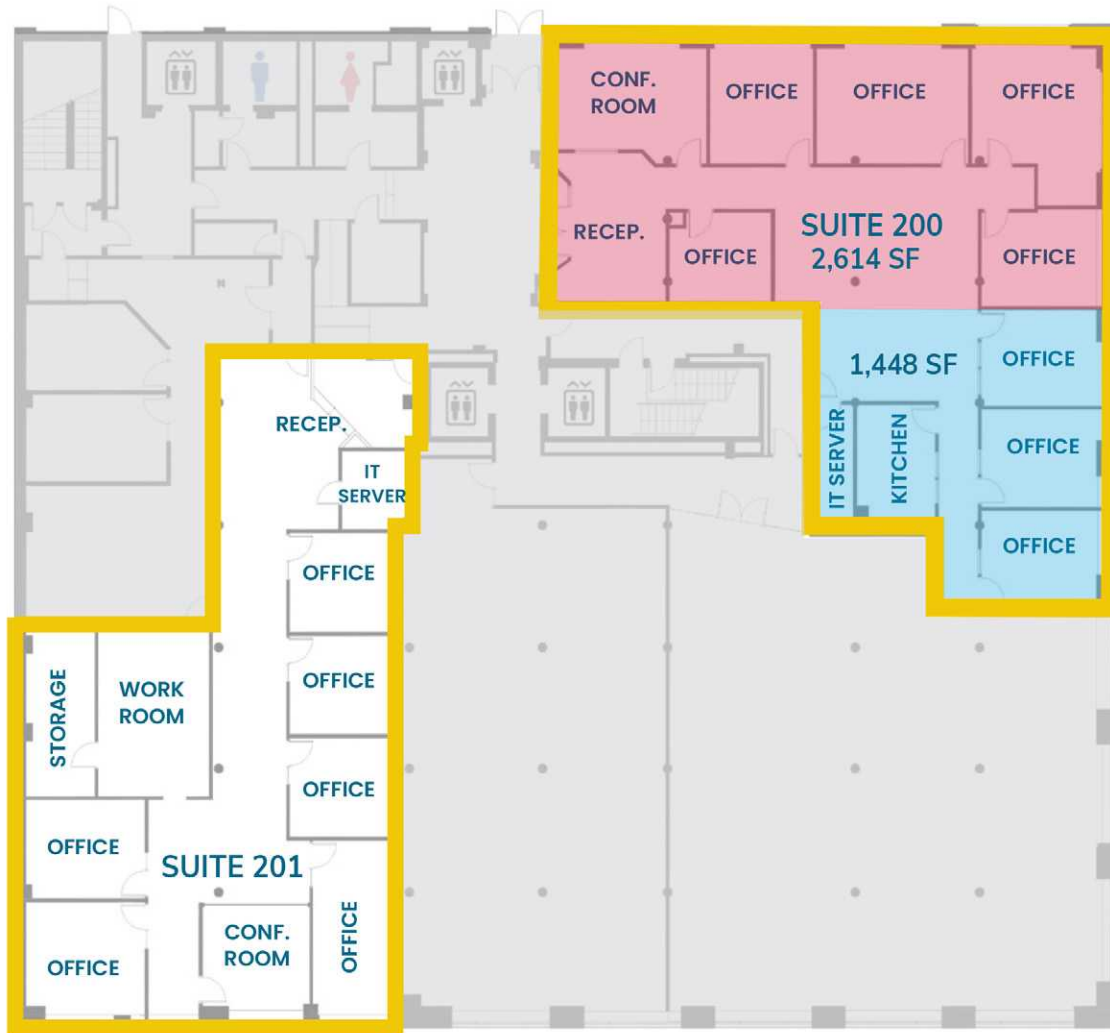 CONF.
ROOM
OFFICE
OFFICE
OFFICE
RECEP.
OFFICE
SUITE 200
2,614 SF
OFFICE
1,448 SF
OFFICE
IT SERVER
KITCHEN
OFFICE
OFFICE
N
RECEP.
IT
SERVER
OFFICE
STORAGE
WORK
ROOM
OFFICE
OFFICE
OFFICE
SUITE 201
OFFICE
CONF.
ROOM
OFFICE